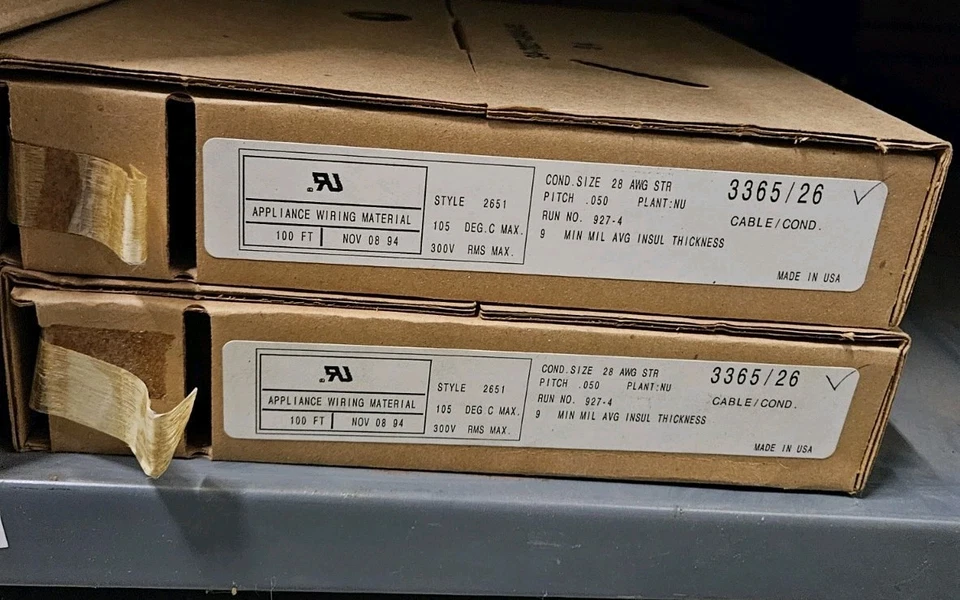 ЯU®
APPLIANCE WIRING MATERIAL
100 FT NOV 08 94
STYLE 2651
105 DEG.C MAX.
300V RMS MAX.
COND.SIZE 28 AWG STR
PITCH .050 PLANT:NU
RUN NO. 927-4
9 MIN MIL AVG INSUL THICKNESS
3365/26
CABLE/COND.
MADE IN USA
ЯU®
APPLIANCE WIRING MATERIAL
100 FT NOV 08 94
STYLE 2651
105 DEG C MAX.
300V RMS MAX.
COND.SIZE 28 AWG STR
PITCH .050 PLANT:NU
RUN NO. 927-4
9 MIN MIL AVG INSUL THICKNESS
3365/26
CABLE/COND.
MADE IN USA